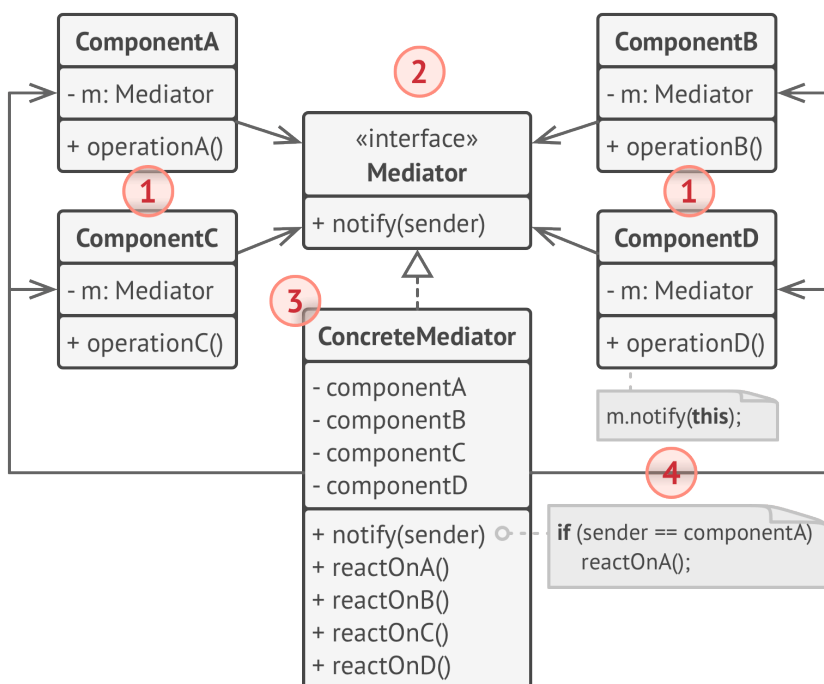 ComponentA
- m: Mediator
+ operationA()
1
ComponentC
- m: Mediator
+ operationC()
2
«interface»
Mediator
+ notify(sender)
3
ConcreteMediator
- componentA
- componentB
- componentC
- componentD
+ notify(sender)
+ reactOnA()
+ reactOnB()
+ reactOnC()
+ reactOnD()
ComponentB
- m: Mediator
+ operationB()
1
ComponentD
- m: Mediator
+ operationD()
m.notify(this);
4
if (sender == componentA)
reactOnA();